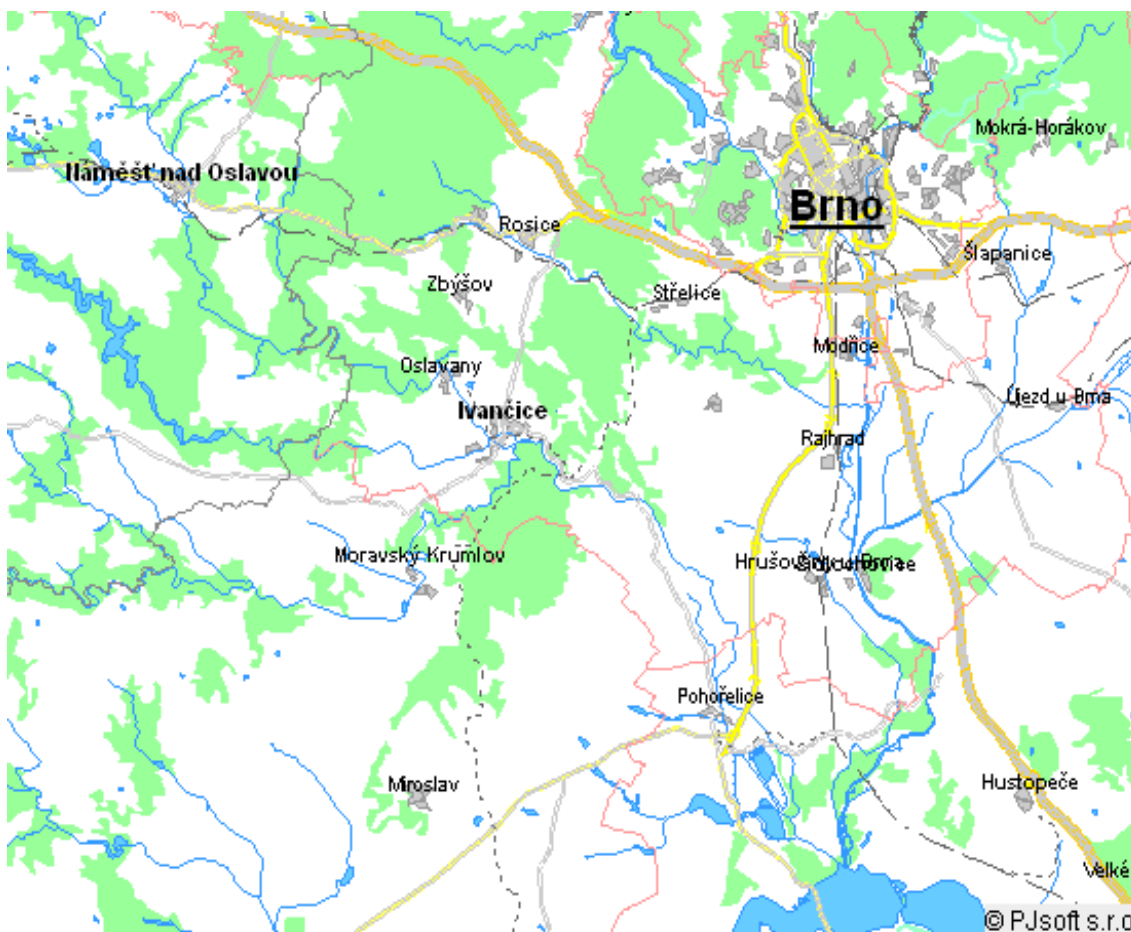 Mokrá-Horákov
Náměšť nad Oslavou
Brno
Rosice
Šlapanice
Zbýšov
Střelice
Modřice
Oslavany
Újezd u Brna
Ivančice
Rajhrad
Moravský Krumlov
Hrušov
Pohořelice
Miroslav
Hustopeče
Velké
© PJsoft s.r.o